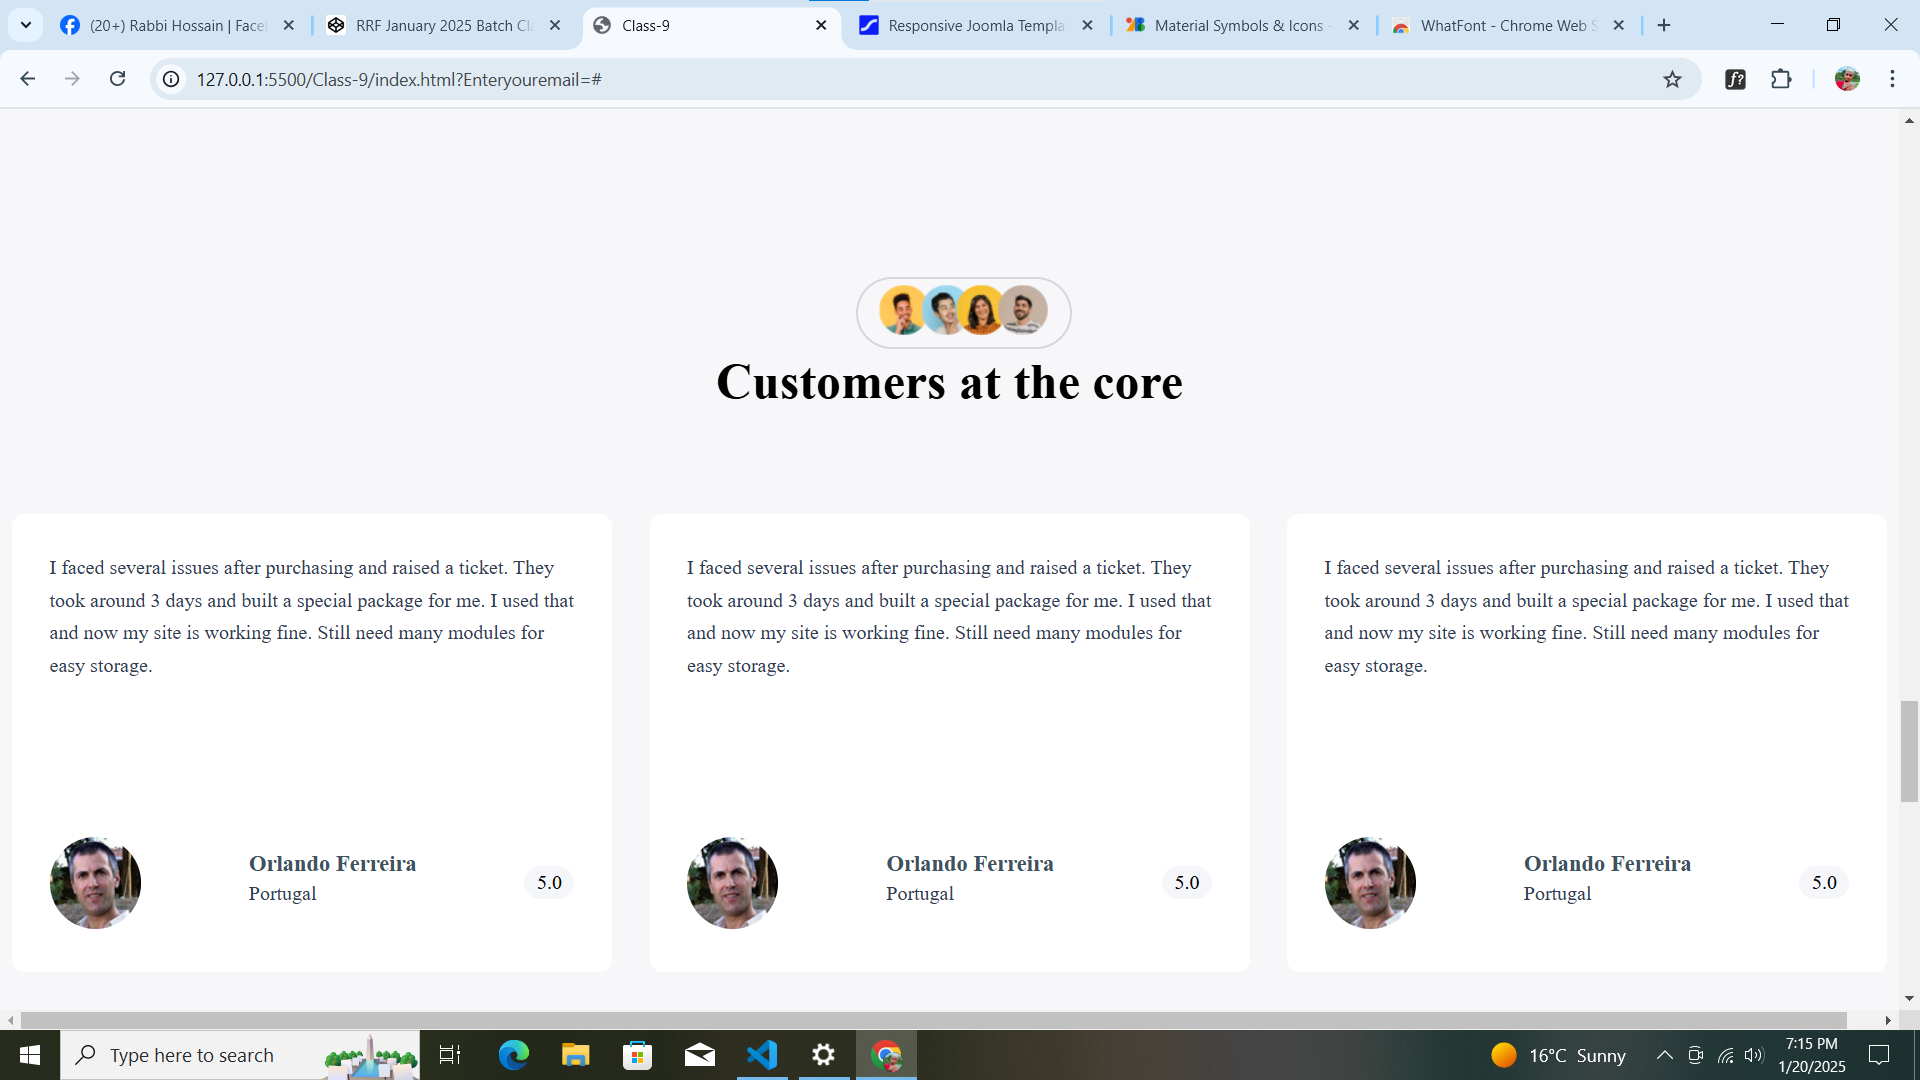 (20+) Rabbi Hossain | Face
RRF January 2025 Batch Cl
Class-9
Responsive Joomla Templa
Material Symbols & Icons -
WhatFont - Chrome Web S
127.0.0.1:5500/Class-9/index.html?Enteryouremail=#
f?
Customers at the core
I faced several issues after purchasing and raised a ticket. They
took around 3 days and built a special package for me. I used that
and now my site is working fine. Still need many modules for
easy storage.
Orlando Ferreira
Portugal
5.0
I faced several issues after purchasing and raised a ticket. They
took around 3 days and built a special package for me. I used that
and now my site is working fine. Still need many modules for
easy storage.
Orlando Ferreira
Portugal
5.0
I faced several issues after purchasing and raised a ticket. They
took around 3 days and built a special package for me. I used that
and now my site is working fine. Still need many modules for
easy storage.
Orlando Ferreira
Portugal
5.0
Type here to search
16°C Sunny
7:15 PM
1/20/2025